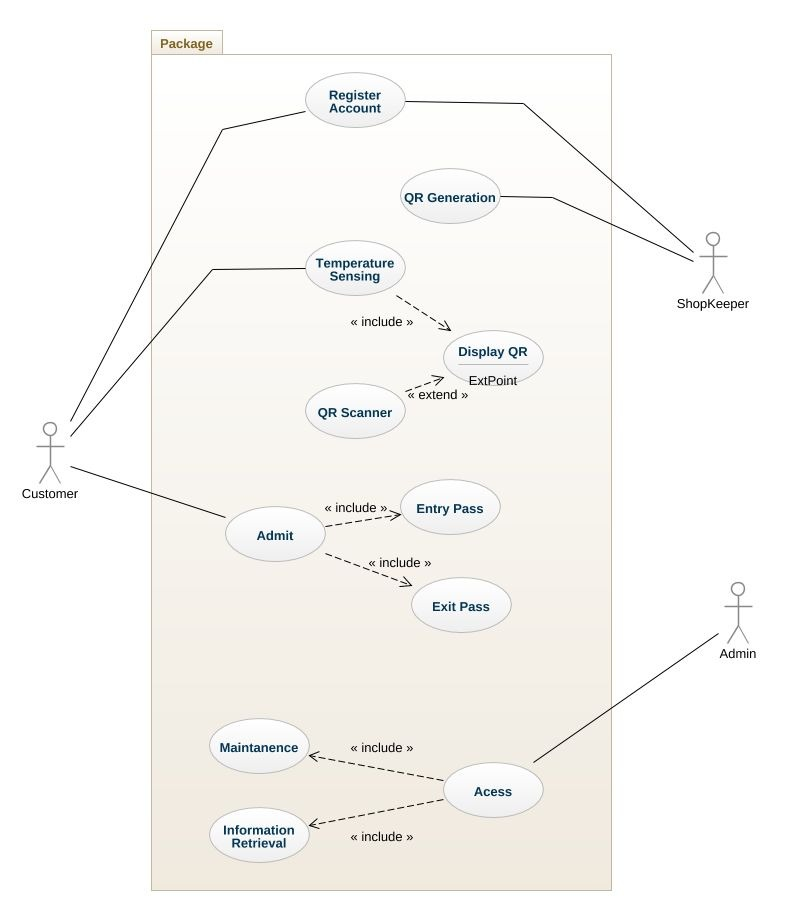 Package
Register
Account
QR Generation
Temperature
Sensing
ShopKeeper
« include »
Display QR
ExtPoint
« extend »
QR Scanner
Customer
« include »
Entry Pass
Admit
« include »
Exit Pass
Admin
Maintanence
« include »
Acess
Information
Retrieval
« include »